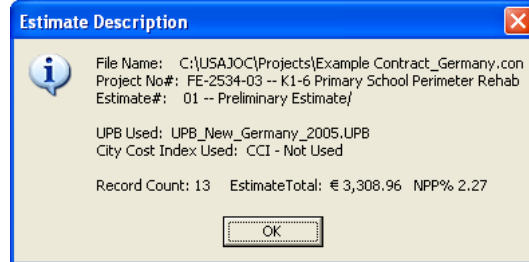 Estimate Description
File Name: C:\USAJOC\Projects\Example Contract_Germany.con
Project No#: FE-2534-03 -- K1-6 Primary School Perimeter Rehab
Estimate#: 01 -- Preliminary Estimate/
UPB Used: UPB_New_Germany_2005.UPB
City Cost Index Used: CCI - Not Used
Record Count: 13 EstimateTotal: € 3,308.96 NPP% 2.27
OK